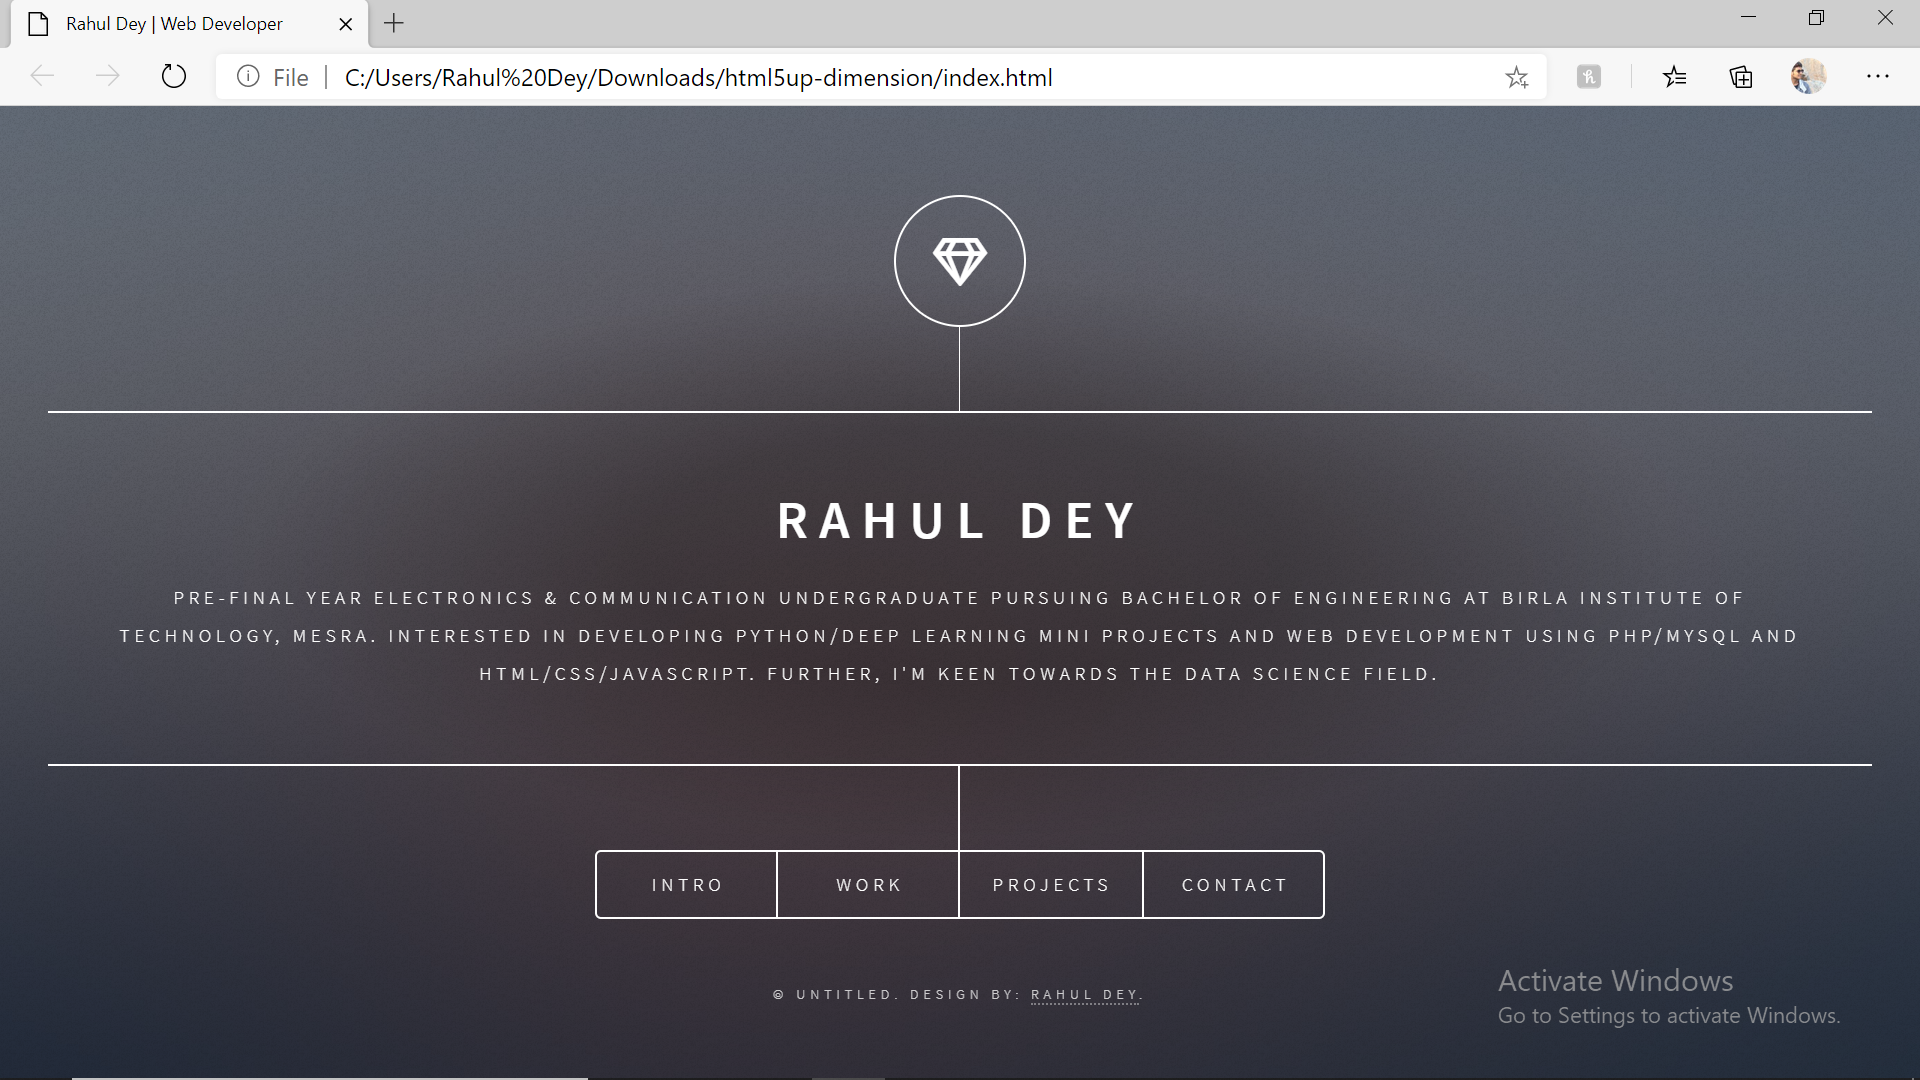 Rahul Dey | Web Developer
File | C:/Users/Rahul%20Dey/Downloads/html5up-dimension/index.html
RAHUL DEY
PRE-FINAL YEAR ELECTRONICS & COMMUNICATION UNDERGRADUATE PURSUING BACHELOR OF ENGINEERING AT BIRLA INSTITUTE OF
TECHNOLOGY, MESRA. INTERESTED IN DEVELOPING PYTHON/DEEP LEARNING MINI PROJECTS AND WEB DEVELOPMENT USING PHP/MYSQL AND
HTML/CSS/JAVASCRIPT. FURTHER, I'M KEEN TOWARDS THE DATA SCIENCE FIELD.
INTRO WORK PROJECTS CONTACT
© UNTITLED. DESIGN BY: RAHUL DEY.
Activate Windows
Go to Settings to activate Windows.